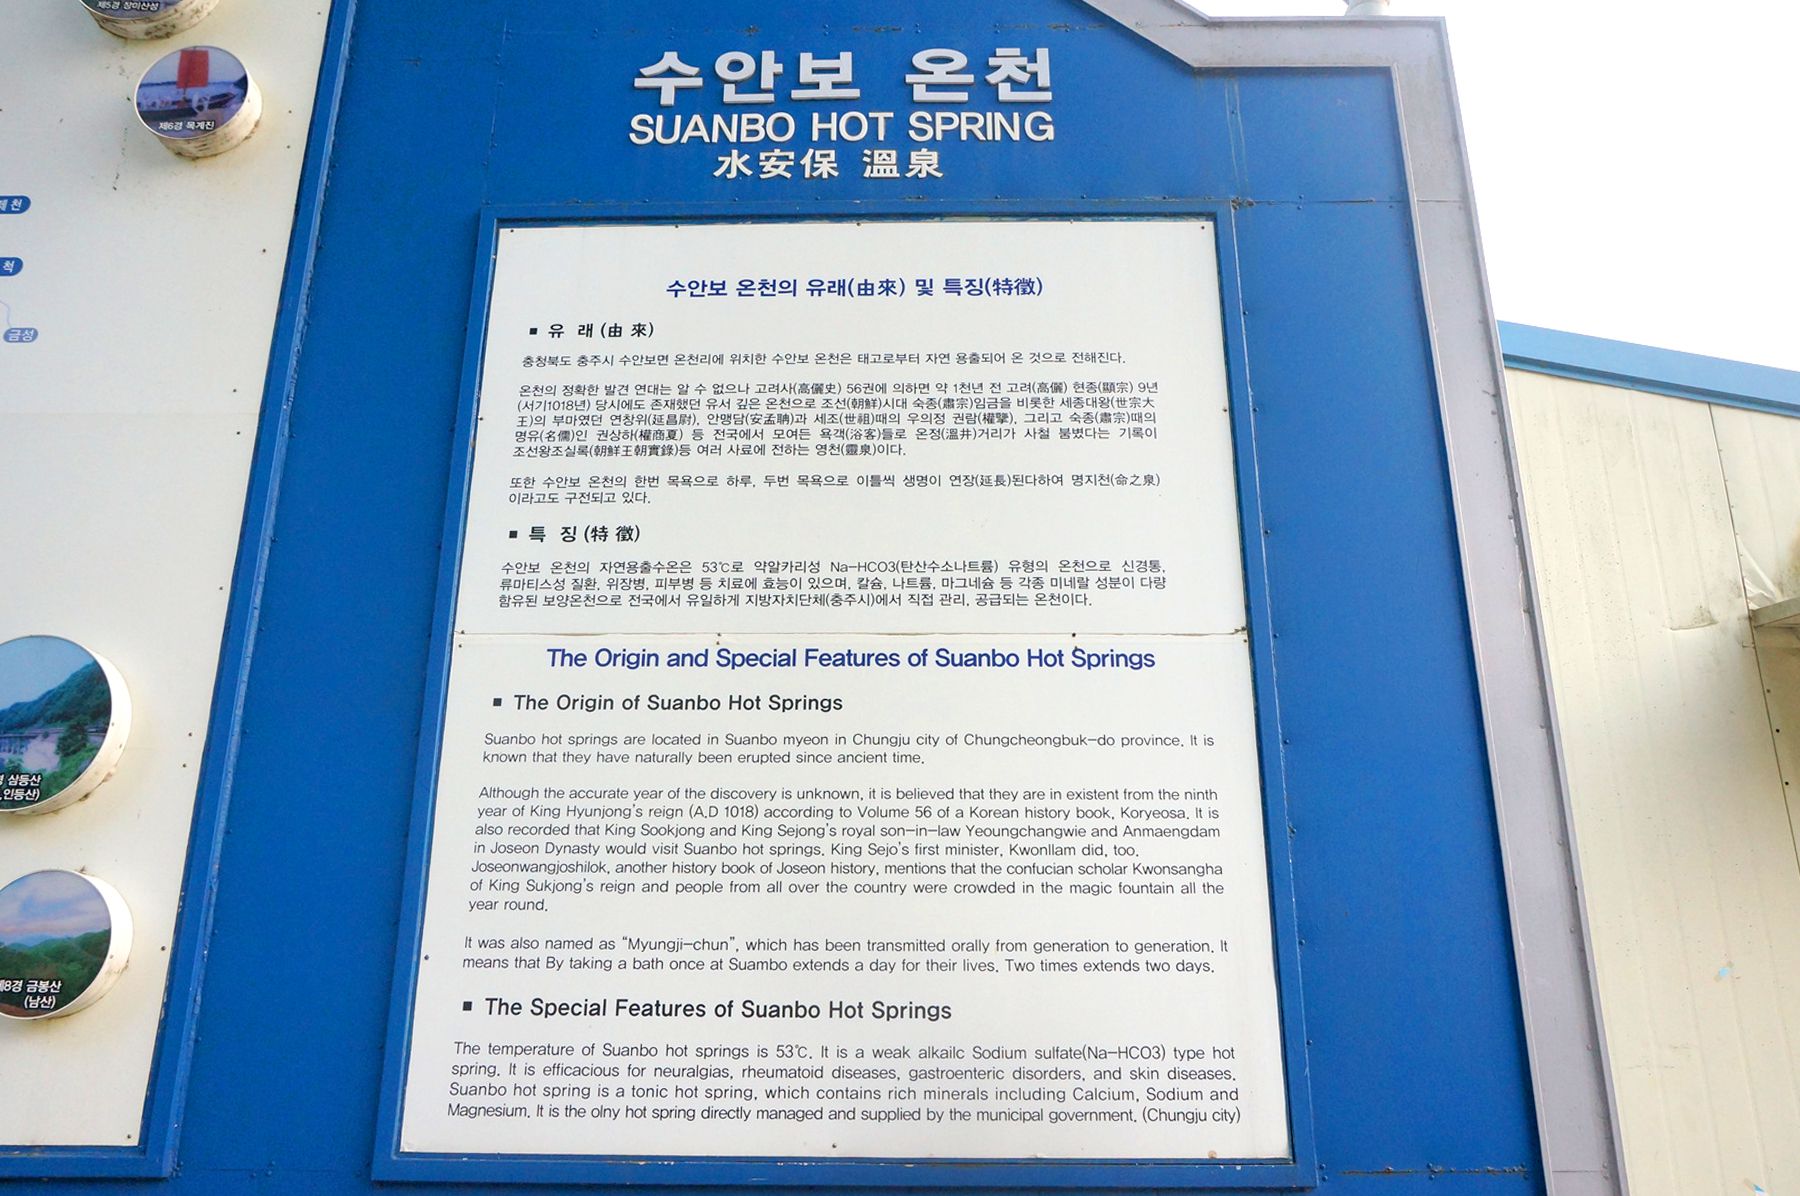 제5경 장미산성
제6경 목계진
제천
척
금성
삼등산
인등산)
제8경 금봉산
(남산)
수안보 온천
SUANBO HOT SPRING
水安保 溫泉
수안보 온천의 유래(由來) 및 특징(特徵)
■ 유 래 (由 來)
충청북도 충주시 수안보면 온천리에 위치한 수안보 온천은 태고로부터 자연 용출되어 온 것으로 전해진다.
온천의 정확한 발견 연대는 알 수 없으나 고려사(高儷史) 56권에 의하면 약 1천년 전 고려(高儷) 현종(顯宗) 9년
(서기1018년) 당시에도 존재했던 유서 깊은 온천으로 조선(朝鮮)시대 숙종(肅宗)임금을 비롯한 세종대왕(世宗大
王)의 부마였던 연창위(延昌尉), 안맹담(安孟聃)과 세조(世祖)때의 우의정 권람(權擥), 그리고 숙종(肅宗)때의
명유(名儒)인 권상하(權商夏) 등 전국에서 모여든 욕객(浴客)들로 온정(溫井)거리가 사철 붐볐다는 기록이
조선왕조실록(朝鮮王朝實錄)등 여러 사료에 전하는 영천(靈泉)이다.
또한 수안보 온천의 한번 목욕으로 하루, 두번 목욕으로 이틀씩 생명이 연장(延長)된다하여 명지천(命之泉)
이라고도 구전되고 있다.
■ 특 징 (特 徵)
수안보 온천의 자연용출수온은 53℃로 약알카리성 Na-HCO3(탄산수소나트륨) 유형의 온천으로 신경통,
류마티스성 질환, 위장병, 피부병 등 치료에 효능이 있으며, 칼슘, 나트륨, 마그네슘 등 각종 미네랄 성분이 다량
함유된 보양온천으로 전국에서 유일하게 지방자치단체(충주시)에서 직접 관리, 공급되는 온천이다.
The Origin and Special Features of Suanbo Hot Springs
■ The Origin of Suanbo Hot Springs
Suanbo hot springs are located in Suanbo myeon in Chungju city of Chungcheongbuk-do province. It is
known that they have naturally been erupted since ancient time.
Although the accurate year of the discovery is unknown, it is believed that they are in existent from the ninth
year of King Hyunjong's reign (A.D 1018) according to Volume 56 of a Korean history book, Koryeosa. It is
also recorded that King Sookjong and King Sejong's royal son-in-law Yeoungchangwie and Anmaengdam
in Joseon Dynasty would visit Suanbo hot springs. King Sejo's first minister, Kwonllam did, too.
Joseonwangjoshilok, another history book of Joseon history, mentions that the confucian scholar Kwonsangha
of King Sukjong's reign and people from all over the country were crowded in the magic fountain all the
year round.
It was also named as "Myungji-chun", which has been transmitted orally from generation to generation. It
means that By taking a bath once at Suambo extends a day for their lives. Two times extends two days.
■ The Special Features of Suanbo Hot Springs
The temperature of Suanbo hot springs is 53℃. It is a weak alkailc Sodium sulfate(Na-HCO3) type hot
spring. It is efficacious for neuralgias, rheumatoid diseases, gastroenteric disorders, and skin diseases.
Suanbo hot spring is a tonic hot spring, which contains rich minerals including Calcium, Sodium and
Magnesium. It is the olny hot spring directly managed and supplied by the municipal government. (Chungju city)